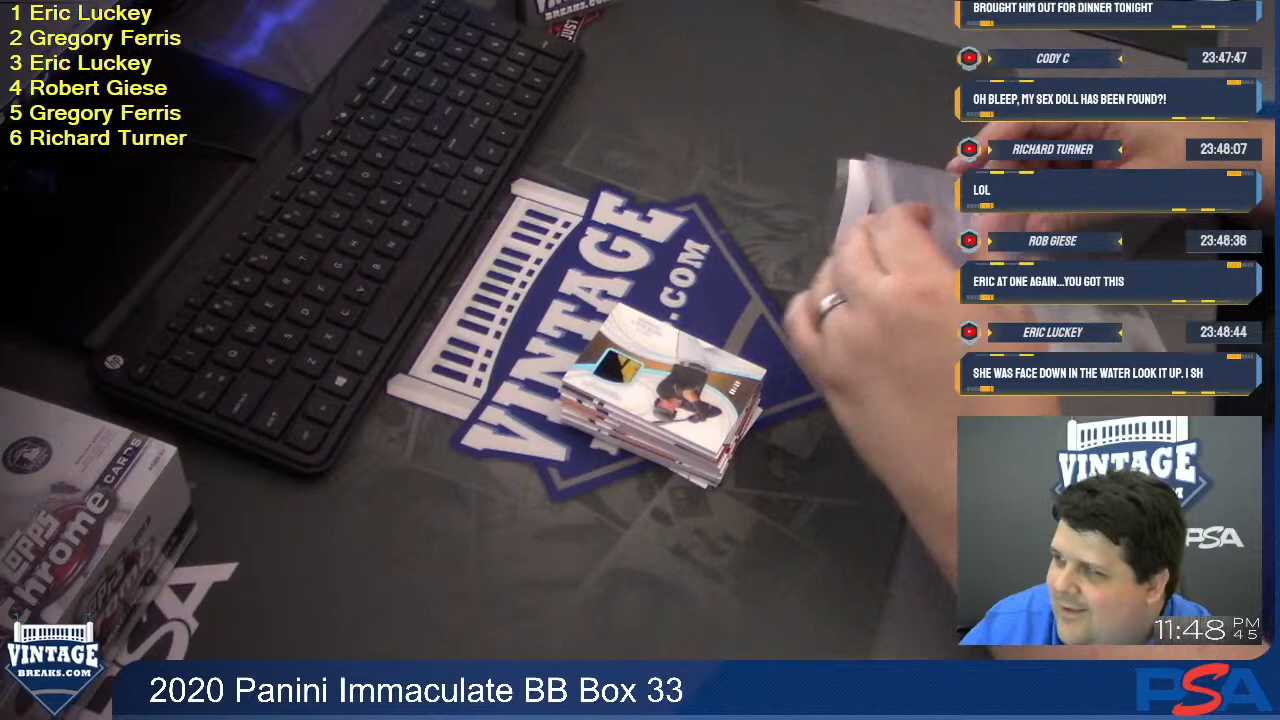 1 Eric Luckey
2 Gregory Ferris
3 Eric Luckey
4 Robert Giese
5 Gregory Ferris
6 Richard Turner
BROUGHT HIM OUT FOR DINNER TONIGHT
CODY C 23:47:47
OH BLEEP, MY SEX DOLL HAS BEEN FOUND?!
RICHARD TURNER 23:48:07
LOL
ROB GIESE 23:48:36
ERIC AT ONE AGAIN...YOU GOT THIS
ERIC LUCKEY 23:48:44
SHE WAS FACE DOWN IN THE WATER LOOK IT UP. I SH
VINTAGE
.COM
hp
CARDS
TOPPS
Chrome
PSA
VINTAGE
PSA
11:48 PM
45
VINTAGE
BREAKS.COM
2020 Panini Immaculate BB Box 33
PSA